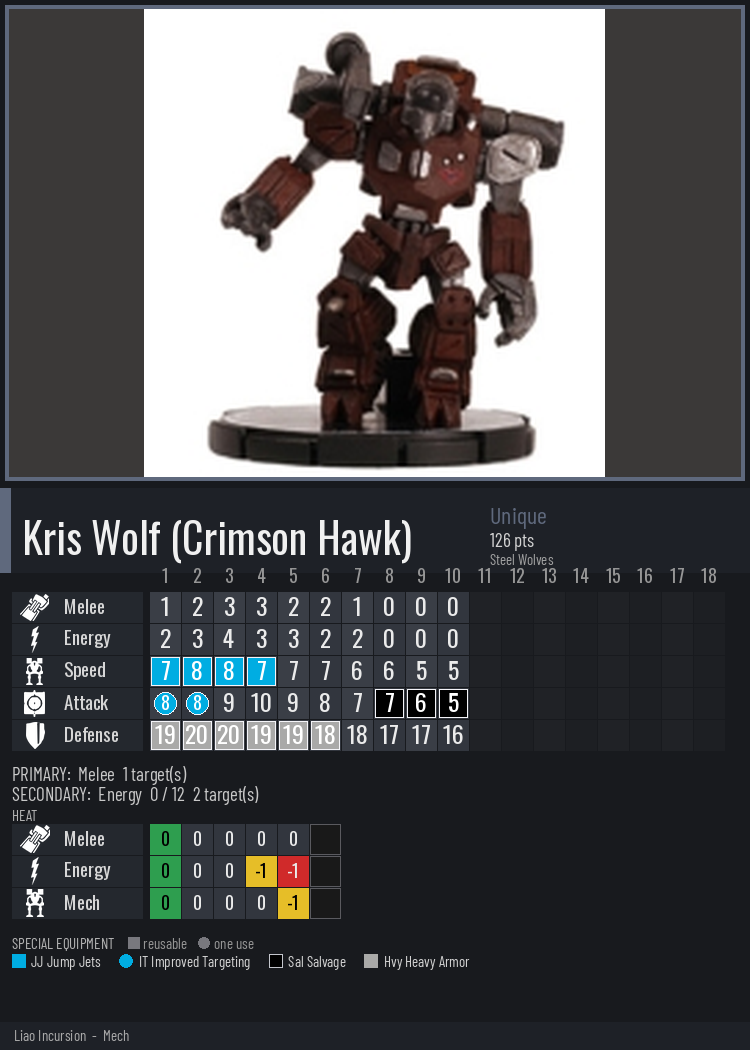 Kris Wolf (Crimson Hawk)
Unique
126 pts
Steel Wolves
1 2 3 4 5 6 7 8 9 10 11 12 13 14 15 16 17 18
Melee 1 2 3 3 2 2 1 0 0 0
Energy 2 3 4 3 3 2 2 0 0 0
Speed 7 8 8 7 7 7 6 6 5 5
Attack 8 8 9 10 9 8 7 7 6 5
Defense 19 20 20 19 19 18 18 17 17 16
PRIMARY: Melee 1 target(s)
SECONDARY: Energy 0 / 12 2 target(s)
HEAT
Melee 0 0 0 0 0
Energy 0 0 0 -1 -1
Mech 0 0 0 0 -1
SPECIAL EQUIPMENT reusable one use
JJ Jump Jets IT Improved Targeting Sal Salvage Hvy Heavy Armor
Liao Incursion - Mech